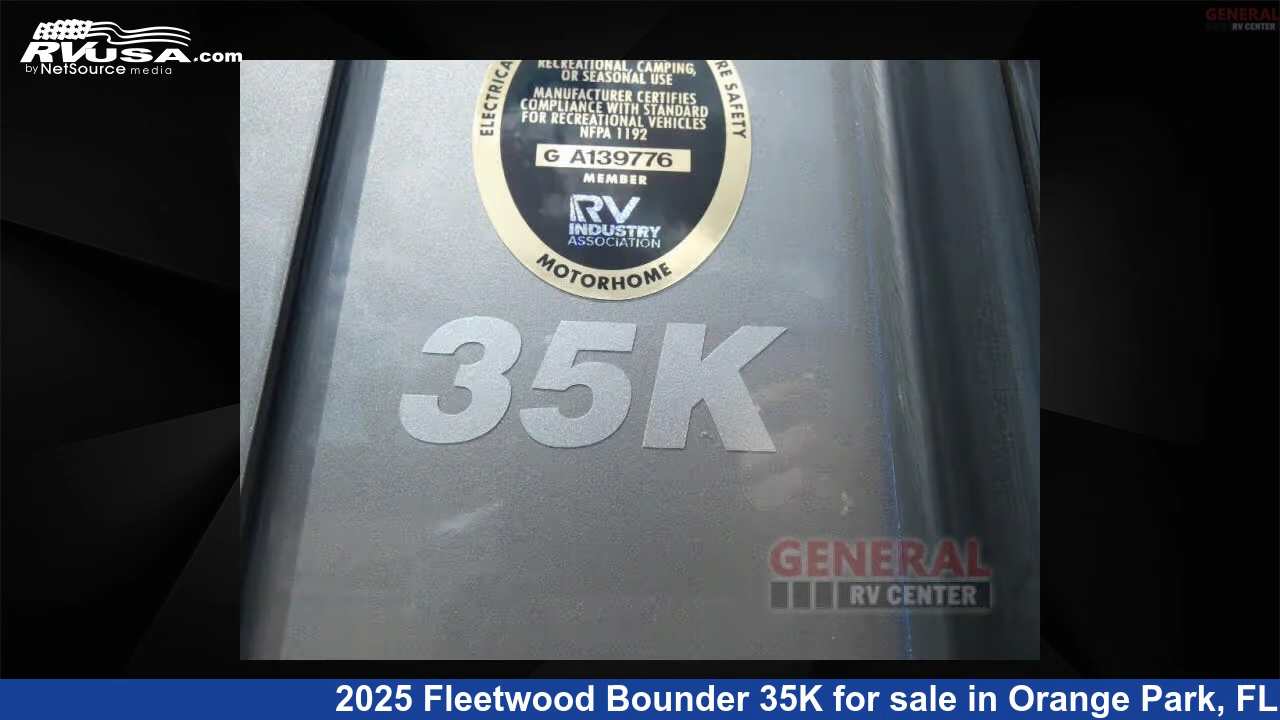 RVUSA.com
by NetSource media
GENERAL
RV CENTER
RECREATIONAL, CAMPING,
OR SEASONAL USE
MANUFACTURER CERTIFIES
COMPLIANCE WITH STANDARD
FOR RECREATIONAL VEHICLES
NFPA 1192
ELECTRICA
RE SAFETY
G A139776
MEMBER
RV
INDUSTRY
ASSOCIATION
MOTORHOME
35K
GENERAL
RV CENTER
2025 Fleetwood Bounder 35K for sale in Orange Park, FL